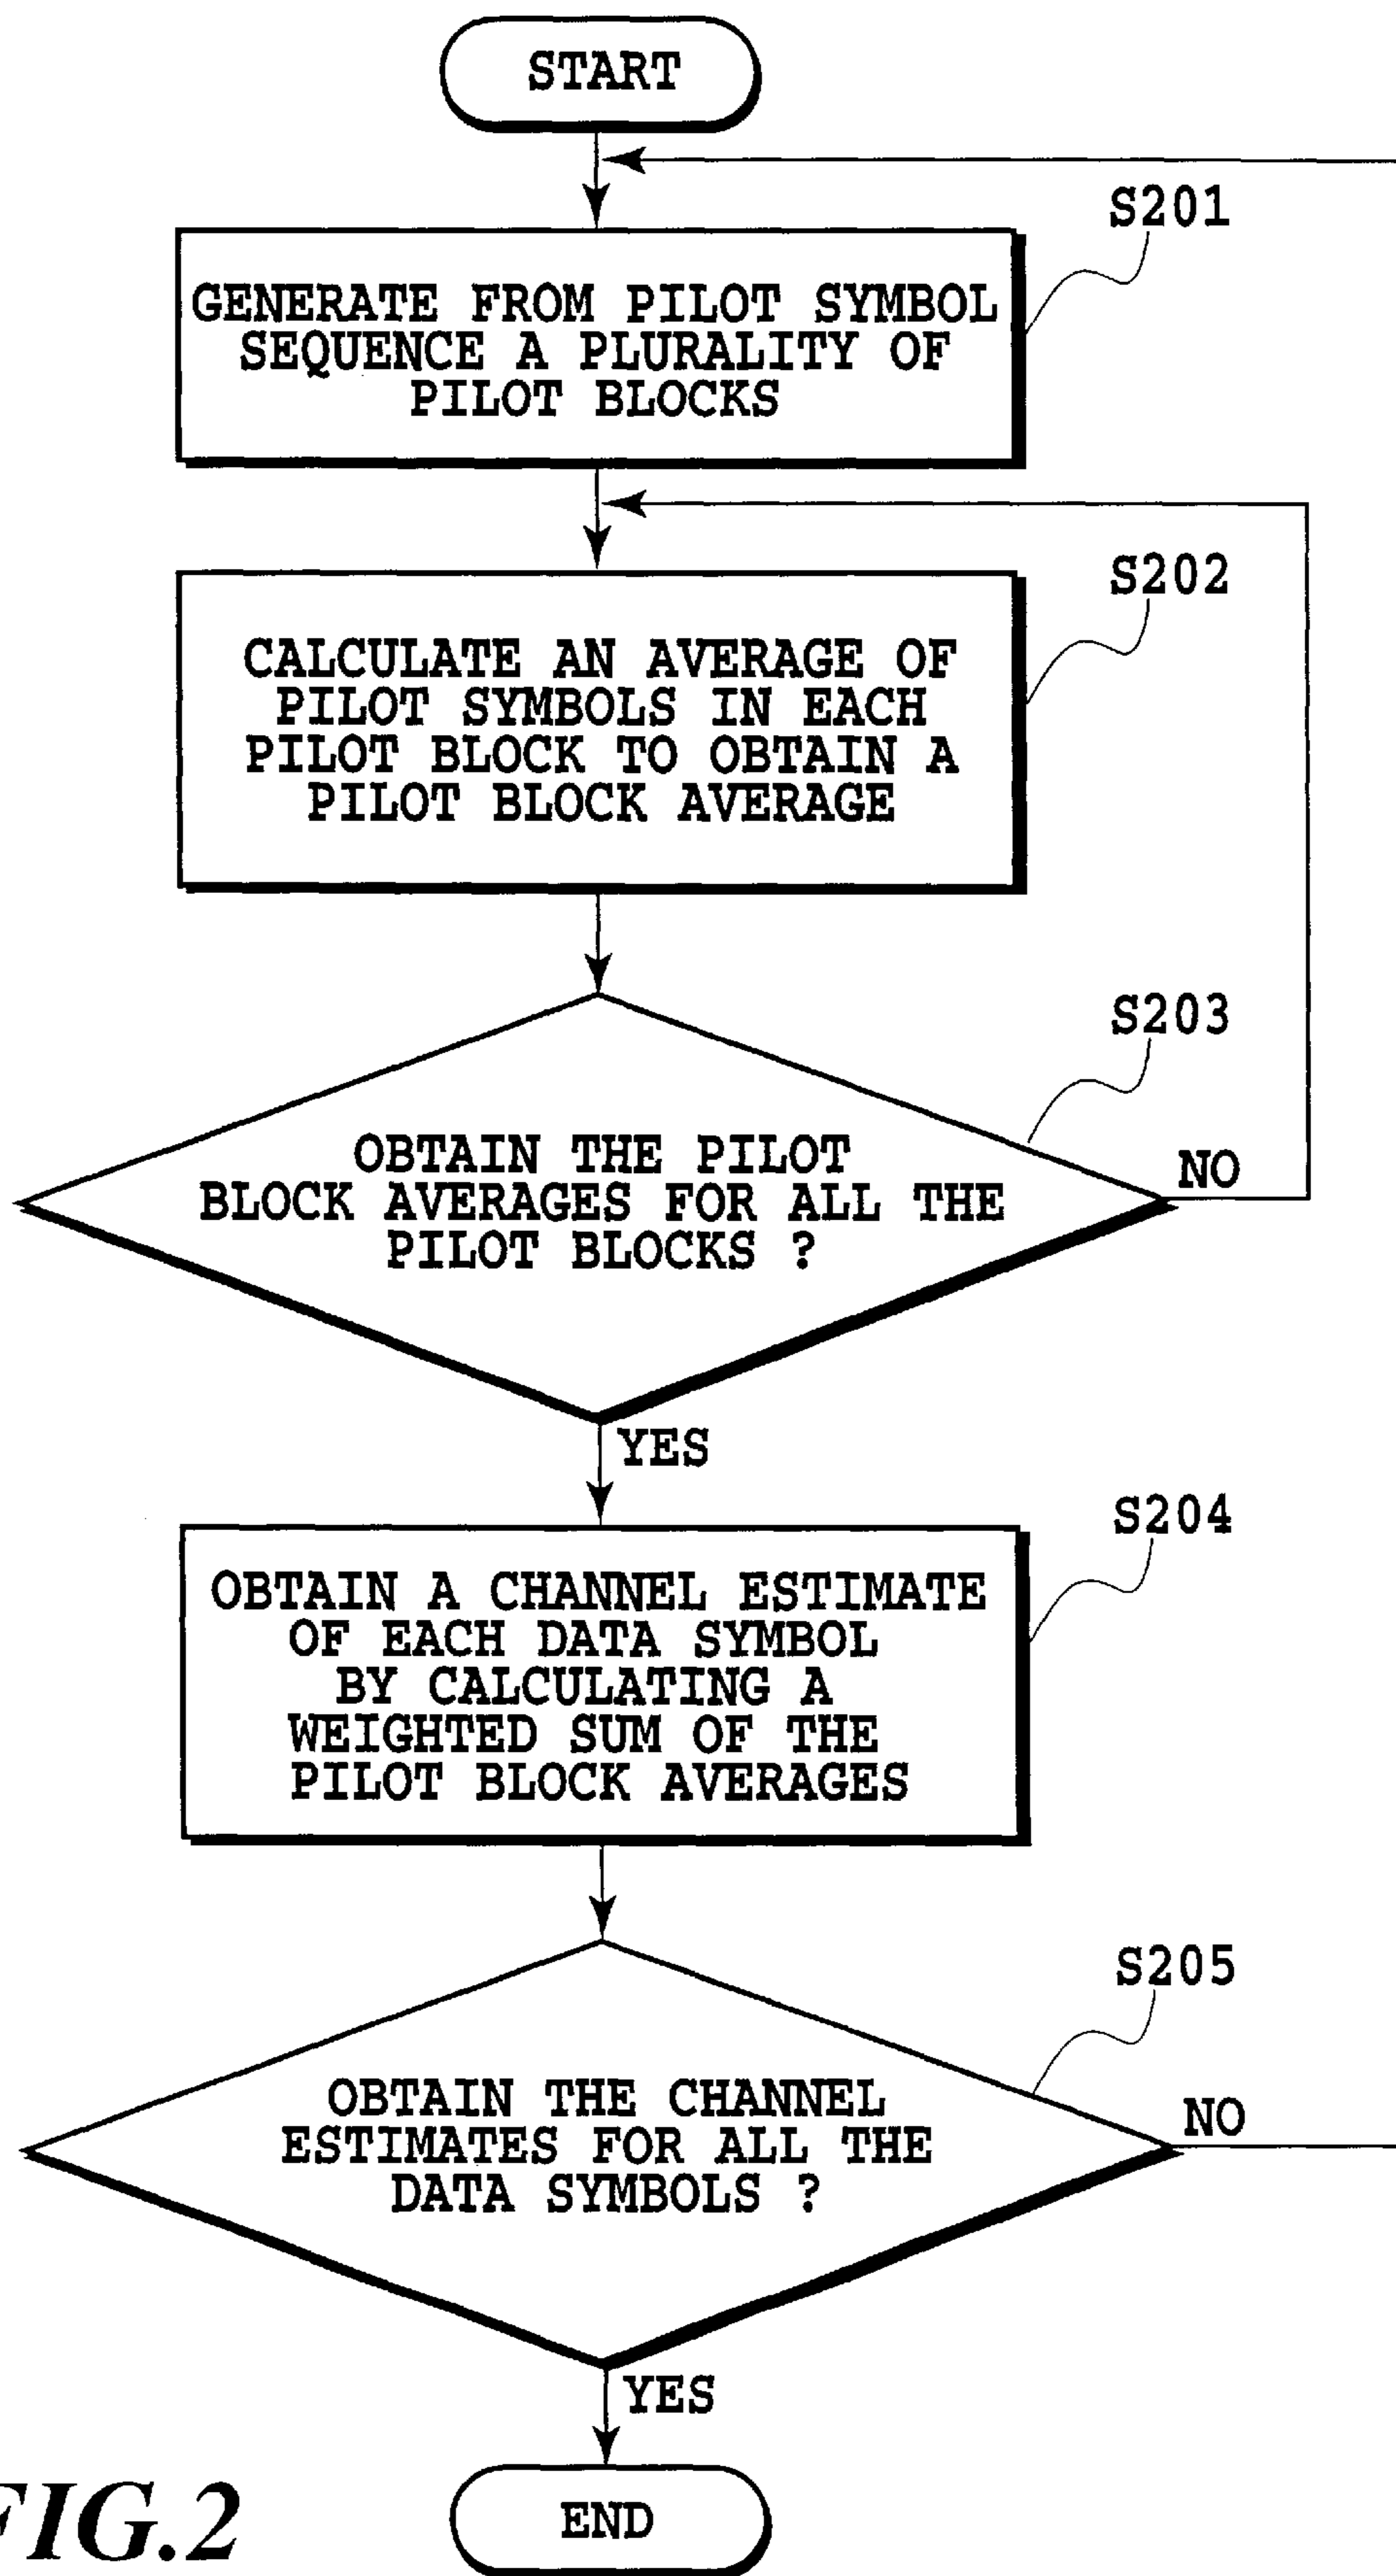 START
S201
GENERATE FROM PILOT SYMBOL
SEQUENCE A PLURALITY OF
PILOT BLOCKS
S202
CALCULATE AN AVERAGE OF
PILOT SYMBOLS IN EACH
PILOT BLOCK TO OBTAIN A
PILOT BLOCK AVERAGE
S203
OBTAIN THE PILOT
BLOCK AVERAGES FOR ALL THE
PILOT BLOCKS ?
NO
YES
S204
OBTAIN A CHANNEL ESTIMATE
OF EACH DATA SYMBOL
BY CALCULATING A
WEIGHTED SUM OF THE
PILOT BLOCK AVERAGES
S205
OBTAIN THE CHANNEL
ESTIMATES FOR ALL THE
DATA SYMBOLS ?
NO
YES
END
FIG.2